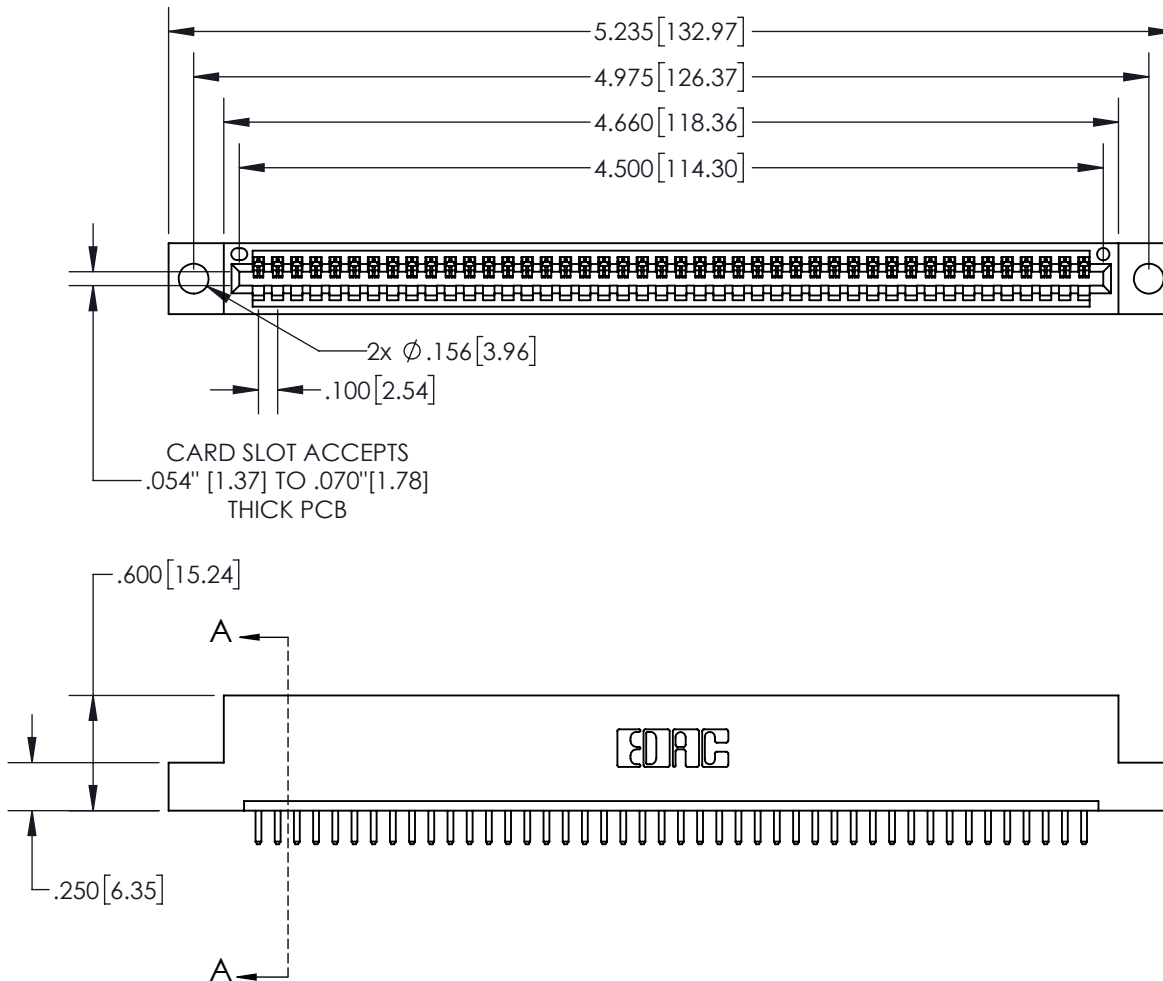 5.235[132.97]
4.975[126.37]
4.660[118.36]
4.500[114.30]
2x Ø.156[3.96]
.100[2.54]
CARD SLOT ACCEPTS
.054" [1.37] TO .070"[1.78]
THICK PCB
.600[15.24]
A
EDAC
.250[6.35]
A